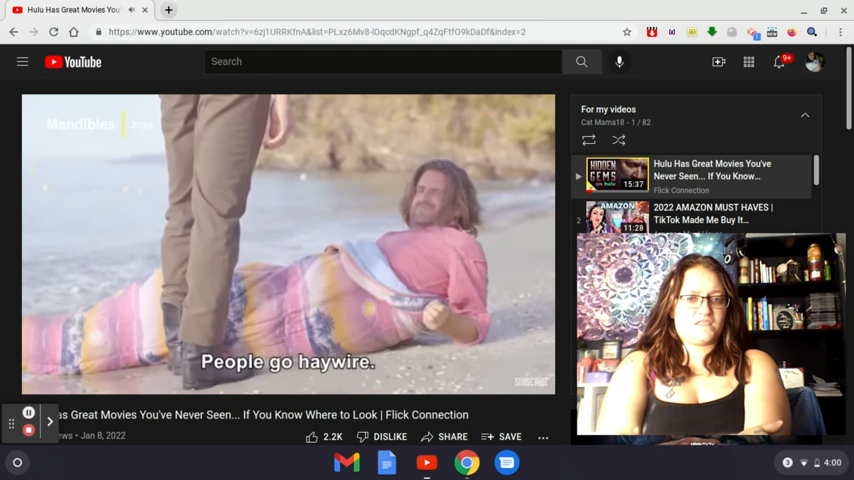 Hulu Has Great Movies You'
https://www.youtube.com/watch?v=6zj1URRKfnA&list=PLxz6Mv8-lOqcdKNgpf_q4ZqFtfO9kDaDf&index=2
YouTube
Search
9+
Mandibles 2020
People go haywire.
SUBSCRIBE
For my videos
Cat Mama18 - 1 / 82
HIDDEN
GEMS
ON hulu
15:37
Hulu Has Great Movies You've
Never Seen... If You Know...
Flick Connection
2
AMAZON
11:28
2022 AMAZON MUST HAVES |
TikTok Made Me Buy It...
as Great Movies You've Never Seen... If You Know Where to Look | Flick Connection
ews • Jan 8, 2022
2.2K
DISLIKE
SHARE
SAVE
3
4:00